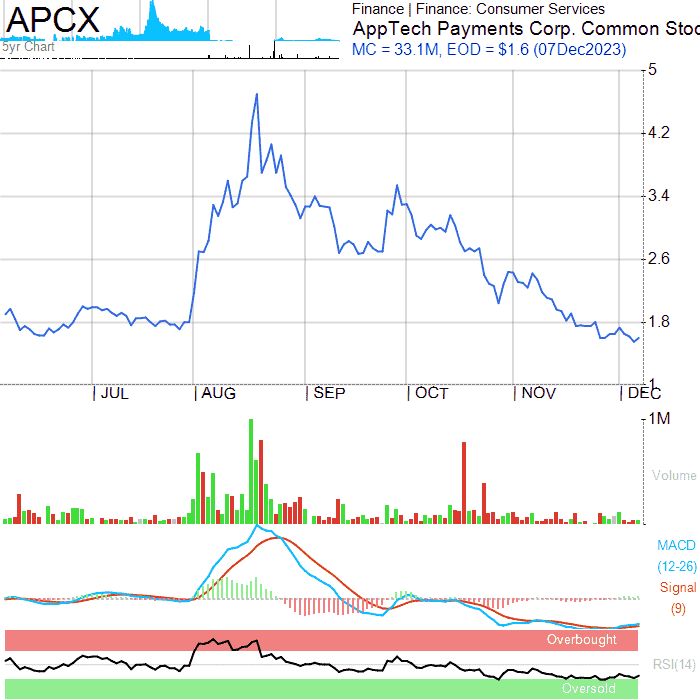 APCX
5yr Chart
Finance | Finance: Consumer Services
AppTech Payments Corp. Common Stoc
MC = 33.1M, EOD = $1.6 (07Dec2023)
5
4.2
3.4
2.6
1.8
1
JUL AUG SEP OCT NOV DEC
1M
Volume
MACD
(12-26)
Signal
(9)
Overbought
RSI(14)
Oversold